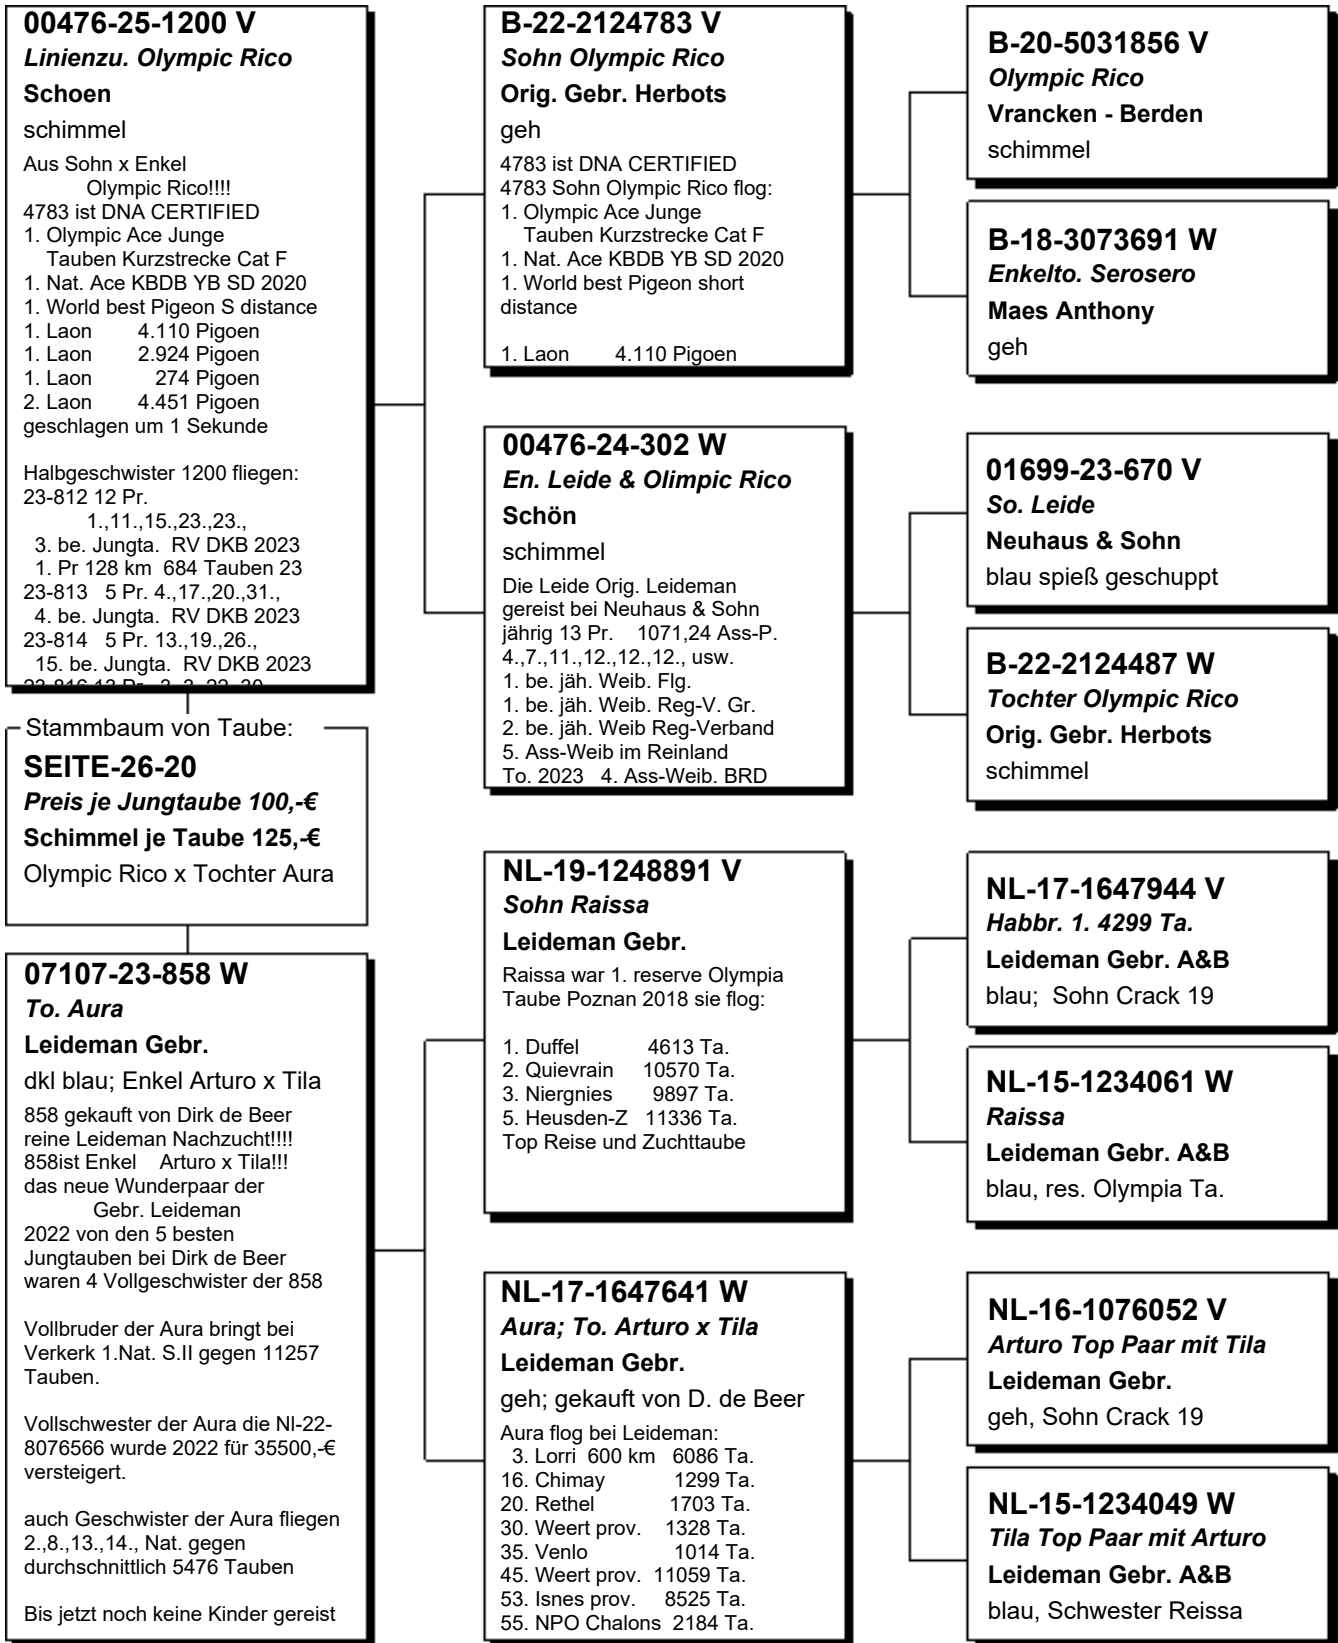 00476-25-1200 V
Linienzu. Olympic Rico
Schoen
schimmel
Aus Sohn x Enkel
Olympic Rico!!!!
4783 ist DNA CERTIFIED
1. Olympic Ace Junge
Tauben Kurzstrecke Cat F
1. Nat. Ace KBDB YB SD 2020
1. World best Pigeon S distance
1. Laon 4.110 Pigoen
1. Laon 2.924 Pigoen
1. Laon 274 Pigoen
2. Laon 4.451 Pigoen
geschlagen um 1 Sekunde
Halbgeschwister 1200 fliegen:
23-812 12 Pr.
1.,11.,15.,23.,23.,
3. be. Jungta. RV DKB 2023
1. Pr 128 km 684 Tauben 23
23-813 5 Pr. 4.,17.,20.,31.,
4. be. Jungta. RV DKB 2023
23-814 5 Pr. 13.,19.,26.,
15. be. Jungta. RV DKB 2023
Stammbaum von Taube:
SEITE-26-20
Preis je Jungtaube 100,-€
Schimmel je Taube 125,-€
Olympic Rico x Tochter Aura
07107-23-858 W
To. Aura
Leideman Gebr.
dkl blau; Enkel Arturo x Tila
858 gekauft von Dirk de Beer
reine Leideman Nachzucht!!!!
858ist Enkel Arturo x Tila!!!
das neue Wunderpaar der
Gebr. Leideman
2022 von den 5 besten
Jungtauben bei Dirk de Beer
waren 4 Vollgeschwister der 858
Vollbruder der Aura bringt bei
Verkerk 1.Nat. S.II gegen 11257
Tauben.
Vollschwester der Aura die Nl-22-
8076566 wurde 2022 für 35500,-€
versteigert.
auch Geschwister der Aura fliegen
2.,8.,13.,14., Nat. gegen
durchschnittlich 5476 Tauben
Bis jetzt noch keine Kinder gereist
B-22-2124783 V
Sohn Olympic Rico
Orig. Gebr. Herbots
geh
4783 ist DNA CERTIFIED
4783 Sohn Olympic Rico flog:
1. Olympic Ace Junge
Tauben Kurzstrecke Cat F
1. Nat. Ace KBDB YB SD 2020
1. World best Pigeon short
distance
1. Laon 4.110 Pigoen
00476-24-302 W
En. Leide & Olimpic Rico
Schön
schimmel
Die Leide Orig. Leideman
gereist bei Neuhaus & Sohn
jährig 13 Pr. 1071,24 Ass-P.
4.,7.,11.,12.,12.,12., usw.
1. be. jäh. Weib. Flg.
1. be. jäh. Weib. Reg-V. Gr.
2. be. jäh. Weib Reg-Verband
5. Ass-Weib im Reinland
To. 2023 4. Ass-Weib. BRD
NL-19-1248891 V
Sohn Raissa
Leideman Gebr.
Raissa war 1. reserve Olympia
Taube Poznan 2018 sie flog:
1. Duffel 4613 Ta.
2. Quievrain 10570 Ta.
3. Niergnies 9897 Ta.
5. Heusden-Z 11336 Ta.
Top Reise und Zuchttaube
NL-17-1647641 W
Aura; To. Arturo x Tila
Leideman Gebr.
geh; gekauft von D. de Beer
Aura flog bei Leideman:
3. Lorri 600 km 6086 Ta.
16. Chimay 1299 Ta.
20. Rethel 1703 Ta.
30. Weert prov. 1328 Ta.
35. Venlo 1014 Ta.
45. Weert prov. 11059 Ta.
53. Isnes prov. 8525 Ta.
55. NPO Chalons 2184 Ta.
B-20-5031856 V
Olympic Rico
Vrancken - Berden
schimmel
B-18-3073691 W
Enkelto. Serosero
Maes Anthony
geh
01699-23-670 V
So. Leide
Neuhaus & Sohn
blau spieß geschuppt
B-22-2124487 W
Tochter Olympic Rico
Orig. Gebr. Herbots
schimmel
NL-17-1647944 V
Habbr. 1. 4299 Ta.
Leideman Gebr. A&B
blau; Sohn Crack 19
NL-15-1234061 W
Raissa
Leideman Gebr. A&B
blau, res. Olympia Ta.
NL-16-1076052 V
Arturo Top Paar mit Tila
Leideman Gebr.
geh, Sohn Crack 19
NL-15-1234049 W
Tila Top Paar mit Arturo
Leideman Gebr. A&B
blau, Schwester Reissa